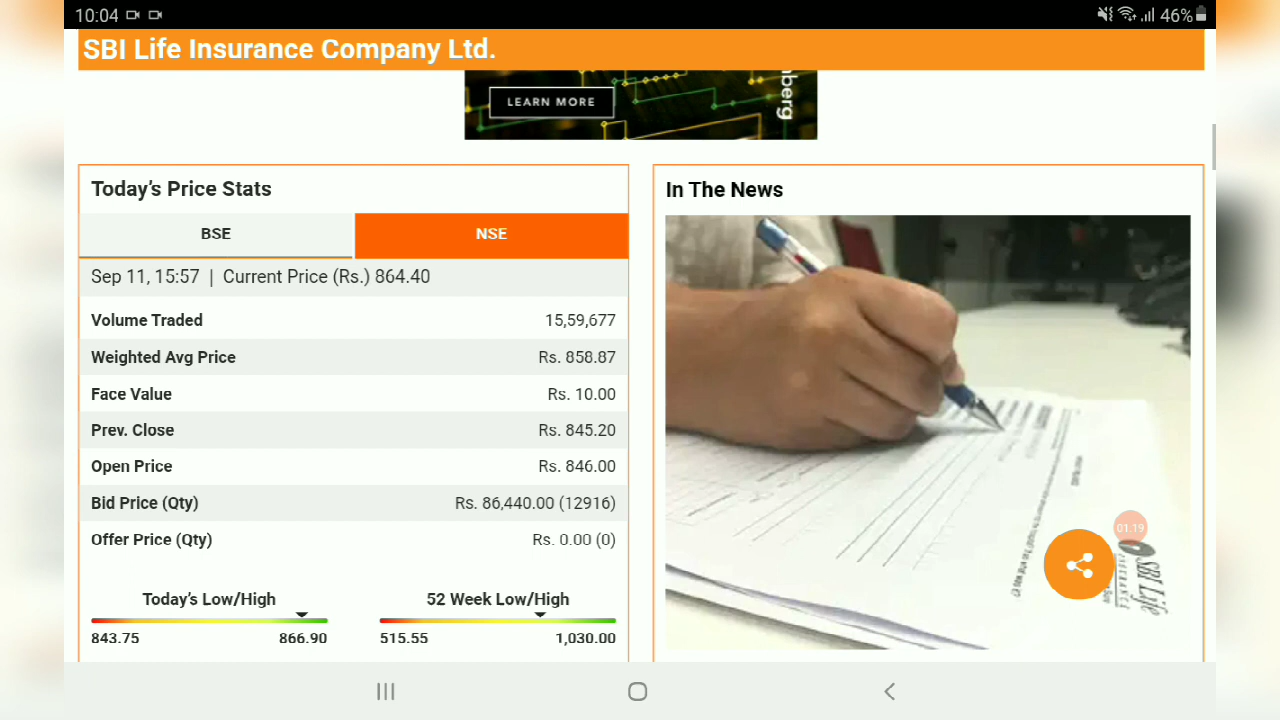 10:04
46%
SBI Life Insurance Company Ltd.
LEARN MORE
berg
Today's Price Stats
BSE
NSE
Sep 11, 15:57 | Current Price (Rs.) 864.40
Volume Traded 15,59,677
Weighted Avg Price Rs. 858.87
Face Value Rs. 10.00
Prev. Close Rs. 845.20
Open Price Rs. 846.00
Bid Price (Qty) Rs. 86,440.00 (12916)
Offer Price (Qty) Rs. 0.00 (0)
Today's Low/High
843.75 866.90
52 Week Low/High
515.55 1,030.00
In The News
01:19
SBI Life
INSURANCE